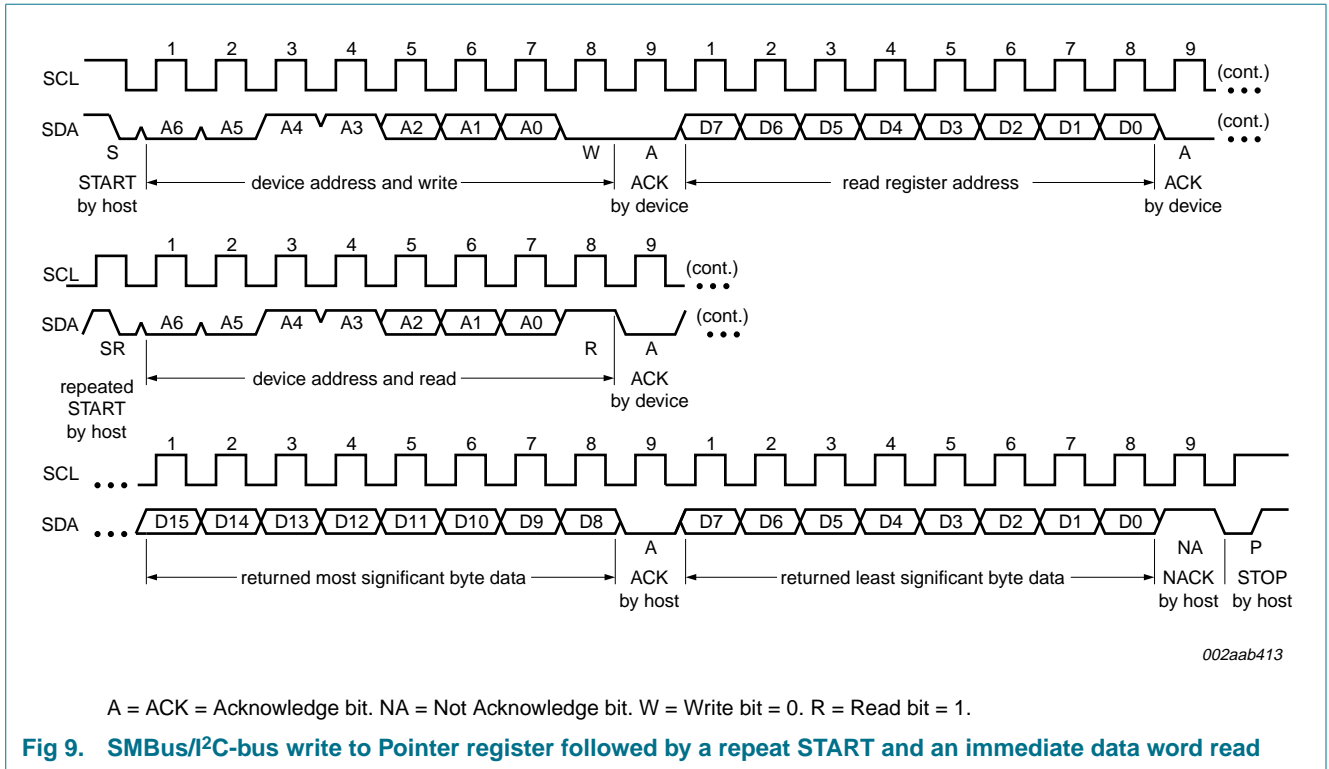 1 2 3 4 5 6 7 8 9 1 2 3 4 5 6 7 8 9
SCL (cont.)
SDA A6 A5 A4 A3 A2 A1 A0 D7 D6 D5 D4 D3 D2 D1 D0 (cont.)
S W A A
START by host
device address and write
ACK by device
read register address
ACK by device
1 2 3 4 5 6 7 8 9
SCL (cont.)
SDA A6 A5 A4 A3 A2 A1 A0 (cont.)
SR R A
repeated START by host
device address and read
ACK by device
1 2 3 4 5 6 7 8 9 1 2 3 4 5 6 7 8 9
SCL
SDA D15 D14 D13 D12 D11 D10 D9 D8 D7 D6 D5 D4 D3 D2 D1 D0
A NA P
returned most significant byte data
ACK by host
returned least significant byte data
NACK by host
STOP by host
002aab413
A = ACK = Acknowledge bit. NA = Not Acknowledge bit. W = Write bit = 0. R = Read bit = 1.
Fig 9. SMBus/I²C-bus write to Pointer register followed by a repeat START and an immediate data word read